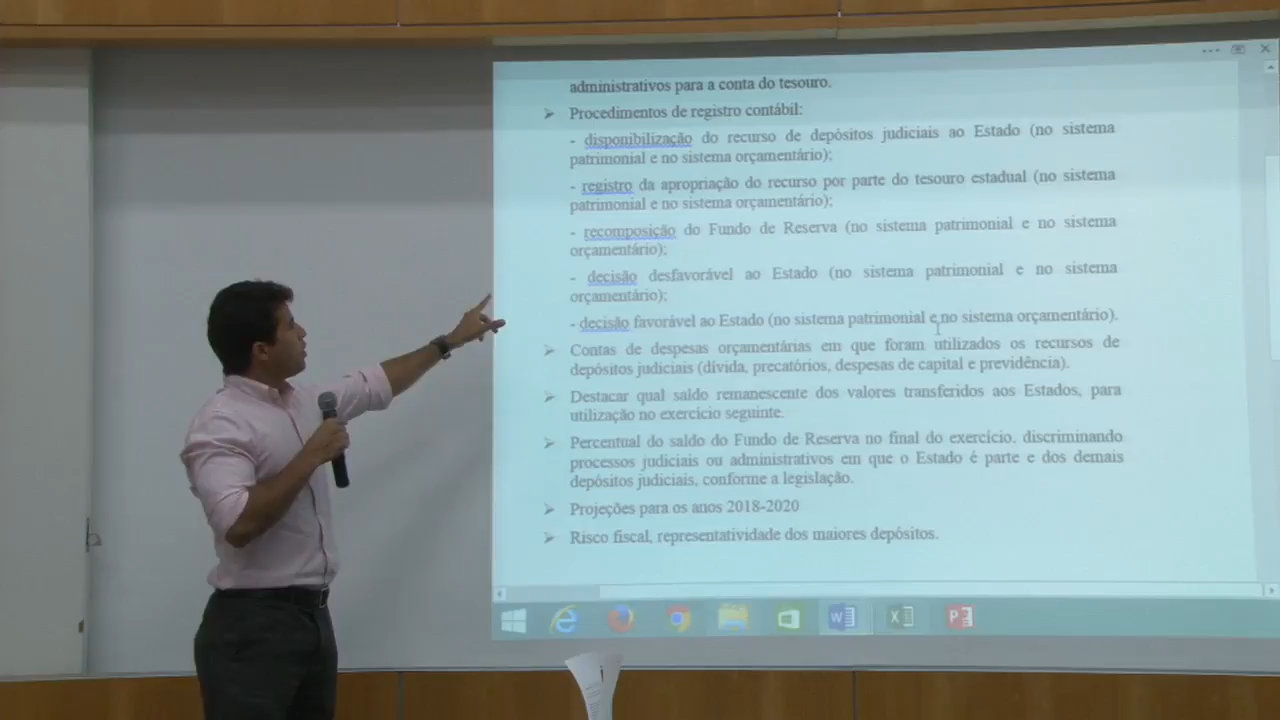 administrativos para a conta do tesouro.
➢ Procedimentos de registro contábil:
- disponibilização do recurso de depósitos judiciais ao Estado (no sistema
patrimonial e no sistema orçamentário);
- registro da apropriação do recurso por parte do tesouro estadual (no sistema
patrimonial e no sistema orçamentário);
- recomposição do Fundo de Reserva (no sistema patrimonial e no sistema
orçamentário);
- decisão desfavorável ao Estado (no sistema patrimonial e no sistema
orçamentário);
- decisão favorável ao Estado (no sistema patrimonial e no sistema orçamentário).
➢ Contas de despesas orçamentárias em que foram utilizados os recursos de
depósitos judiciais (dívida, precatórios, despesas de capital e previdência).
➢ Destacar qual saldo remanescente dos valores transferidos aos Estados, para
utilização no exercício seguinte.
➢ Percentual do saldo do Fundo de Reserva no final do exercício, discriminando
processos judiciais ou administrativos em que o Estado é parte e dos demais
depósitos judiciais, conforme a legislação.
➢ Projeções para os anos 2018-2020
➢ Risco fiscal, representatividade dos maiores depósitos.